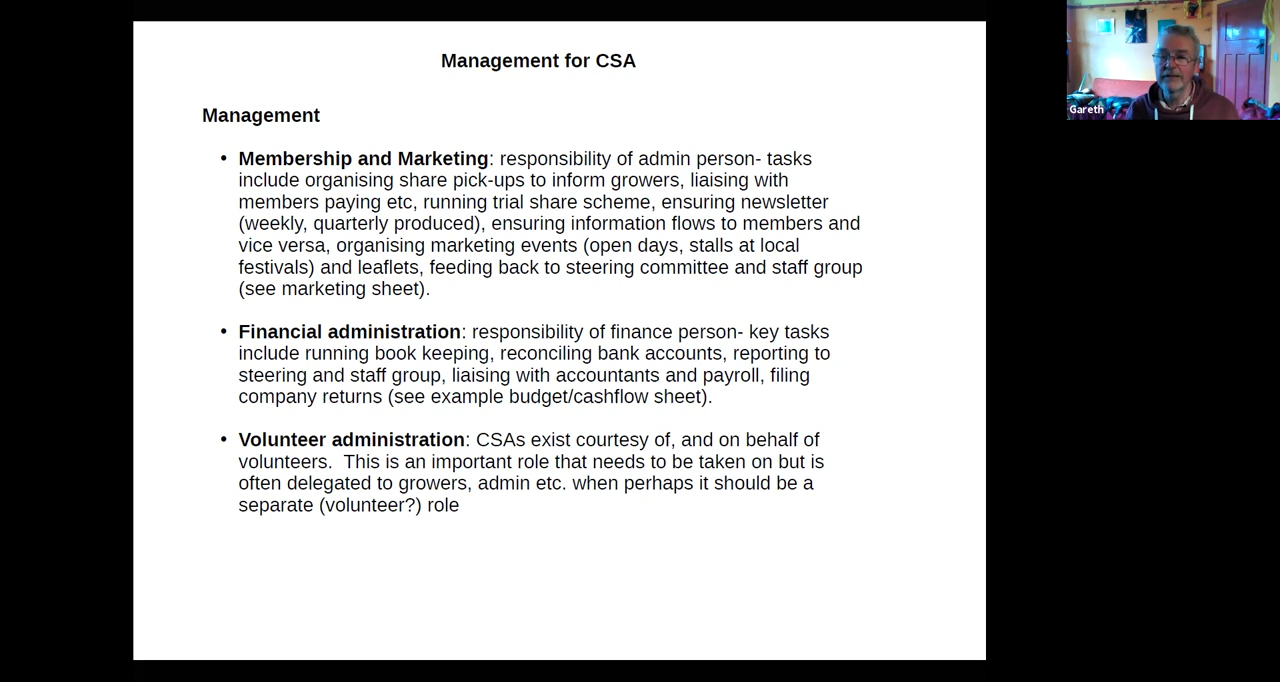 Management for CSA
Management
• Membership and Marketing: responsibility of admin person- tasks
include organising share pick-ups to inform growers, liaising with
members paying etc, running trial share scheme, ensuring newsletter
(weekly, quarterly produced), ensuring information flows to members and
vice versa, organising marketing events (open days, stalls at local
festivals) and leaflets, feeding back to steering committee and staff group
(see marketing sheet).
• Financial administration: responsibility of finance person- key tasks
include running book keeping, reconciling bank accounts, reporting to
steering and staff group, liaising with accountants and payroll, filing
company returns (see example budget/cashflow sheet).
• Volunteer administration: CSAs exist courtesy of, and on behalf of
volunteers.  This is an important role that needs to be taken on but is
often delegated to growers, admin etc. when perhaps it should be a
separate (volunteer?) role
Gareth